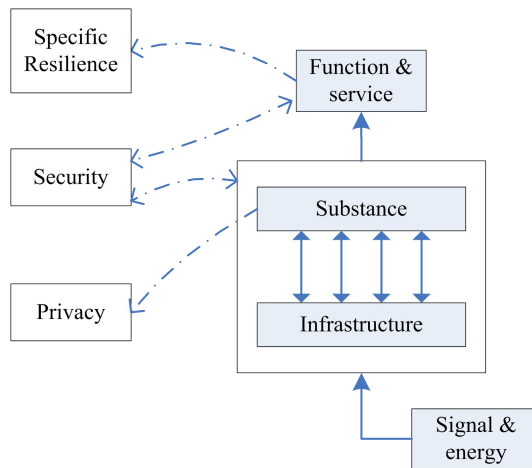 Specific
Resilience
Function &
service
Security
Substance
Privacy
Infrastructure
Signal &
energy